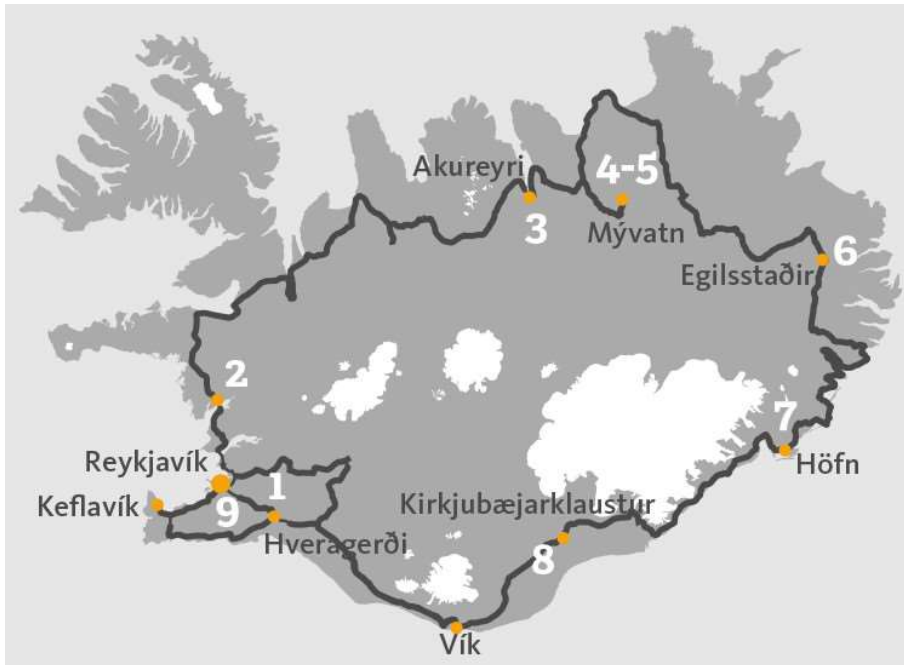 Akureyri
4-5
3
Mývatn
6
Egilsstaðir
2
7
Reykjavík
1
Höfn
Keflavík
9
Kirkjubæjarklaustur
Hveragerði
8
Vík